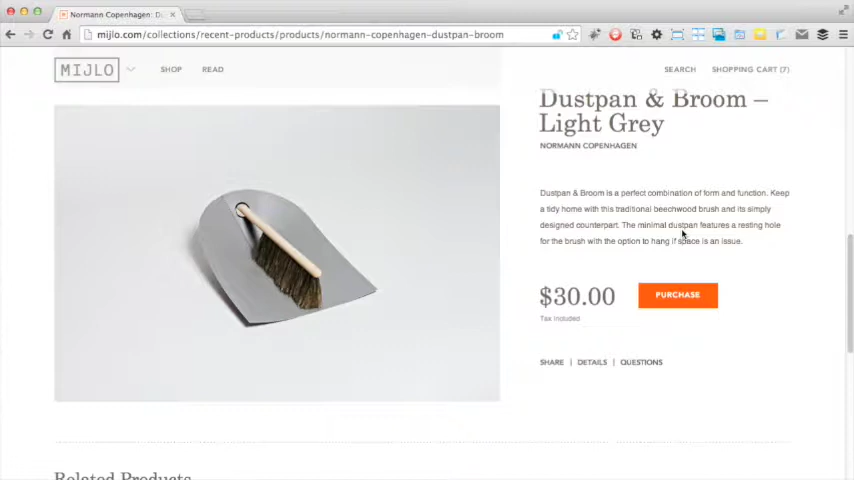 Normann Copenhagen: Du
mijlo.com/collections/recent-products/products/normann-copenhagen-dustpan-broom
MIJLO
SHOP
READ
SEARCH
SHOPPING CART (7)
Dustpan & Broom –
Light Grey
NORMANN COPENHAGEN
Dustpan & Broom is a perfect combination of form and function. Keep
a tidy home with this traditional beechwood brush and its simply
designed counterpart. The minimal dustpan features a resting hole
for the brush with the option to hang if space is an issue.
$30.00
PURCHASE
Tax included
SHARE | DETAILS | QUESTIONS
Related Products